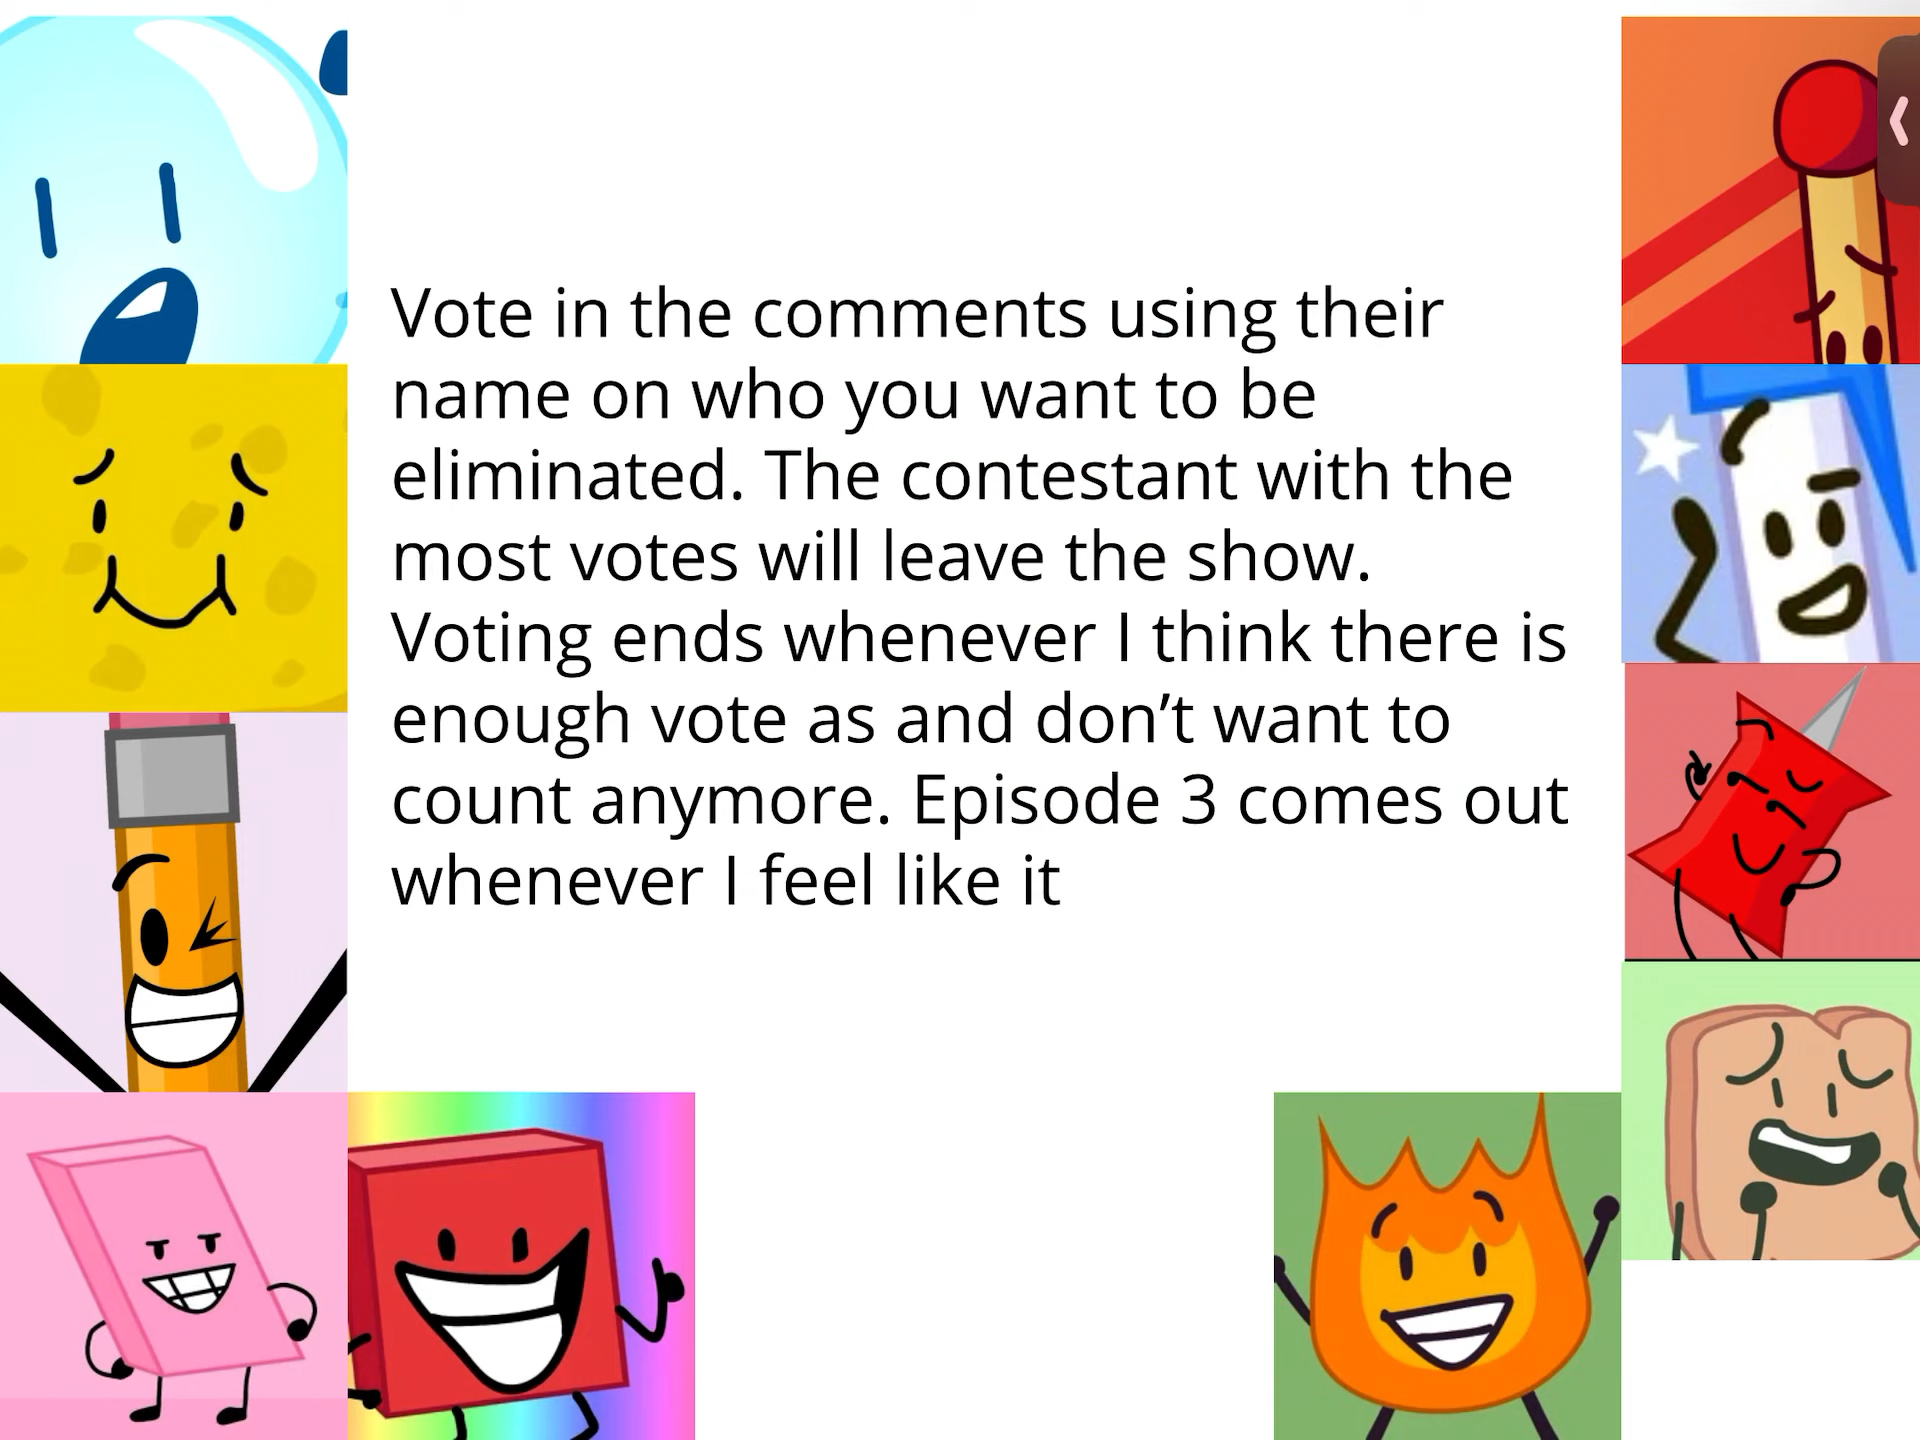 Vote in the comments using their
name on who you want to be
eliminated. The contestant with the
most votes will leave the show.
Voting ends whenever I think there is
enough vote as and don’t want to
count anymore. Episode 3 comes out
whenever I feel like it